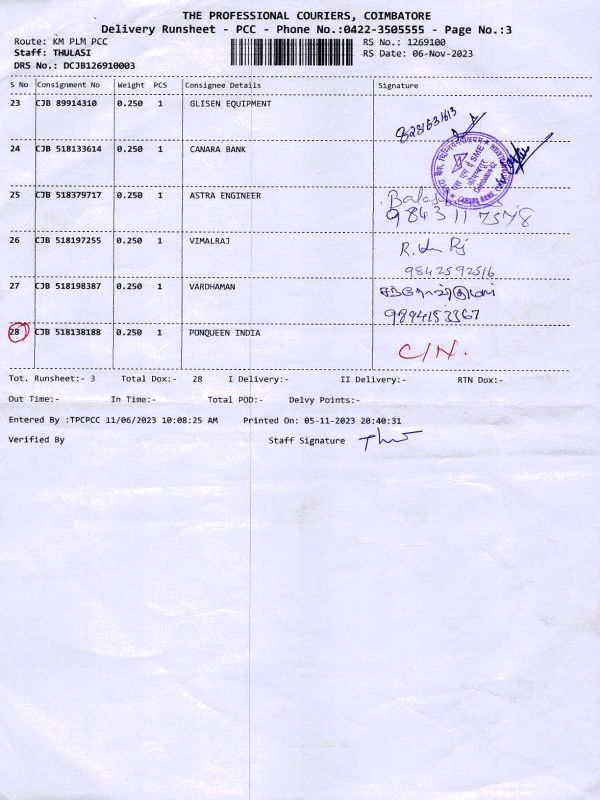 THE PROFESSIONAL COURIERS, COIMBATORE
Delivery Runsheet - PCC - Phone No.:0422-3505555 - Page No.:3
Route: KM PLM PCC RS No.: 1269100
Staff: THULASI RS Date: 06-Nov-2023
DRS No.: DCJB126910003
S No Consignment No Weight PCS Consignee Details Signature
23 CJB 89914310 0.250 1 GLISEN EQUIPMENT
24 CJB 518133614 0.250 1 CANARA BANK
25 CJB 518379717 0.250 1 ASTRA ENGINEER
9843117578
26 CJB 518197255 0.250 1 VIMALRAJ
9842592516
27 CJB 518198387 0.250 1 VARDHAMAN
9894153367
28 CJB 518138188 0.250 1 PONQUEEN INDIA C/N.
Tot. Runsheet:- 3 Total Dox:- 28 I Delivery:- II Delivery:- RTN Dox:-
Out Time:- In Time:- Total POD:- Delvy Points:-
Entered By :TPCPCC 11/06/2023 10:08:25 AM Printed On: 05-11-2023 20:40:31
Verified By Staff Signature